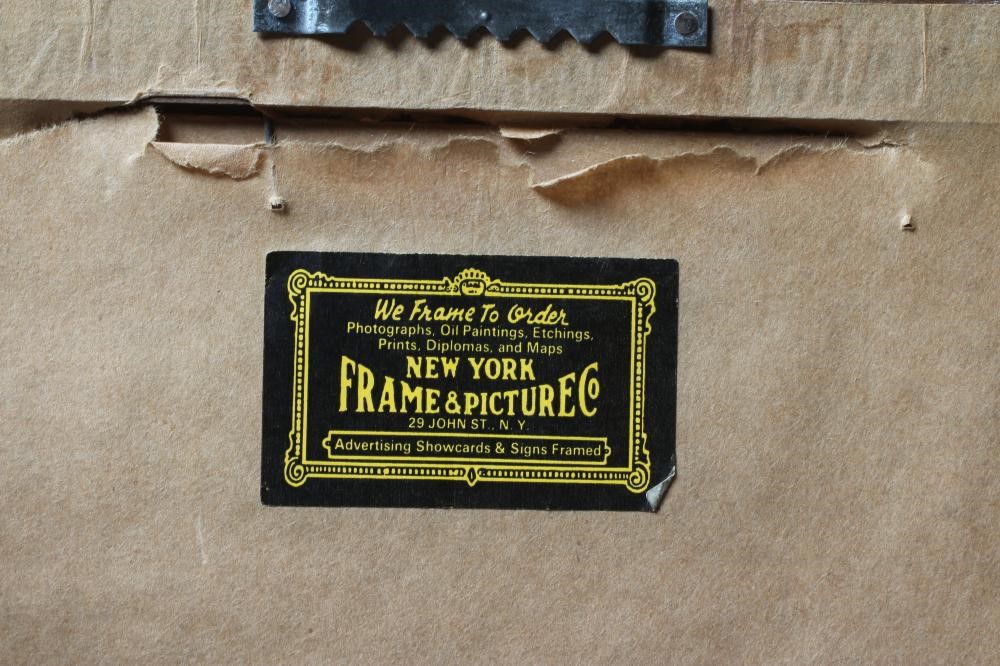 We Frame To Order
Photographs, Oil Paintings, Etchings,
Prints, Diplomas, and Maps
NEW YORK
FRAME & PICTURE CO
29 JOHN ST., N. Y.
Advertising Showcards & Signs Framed